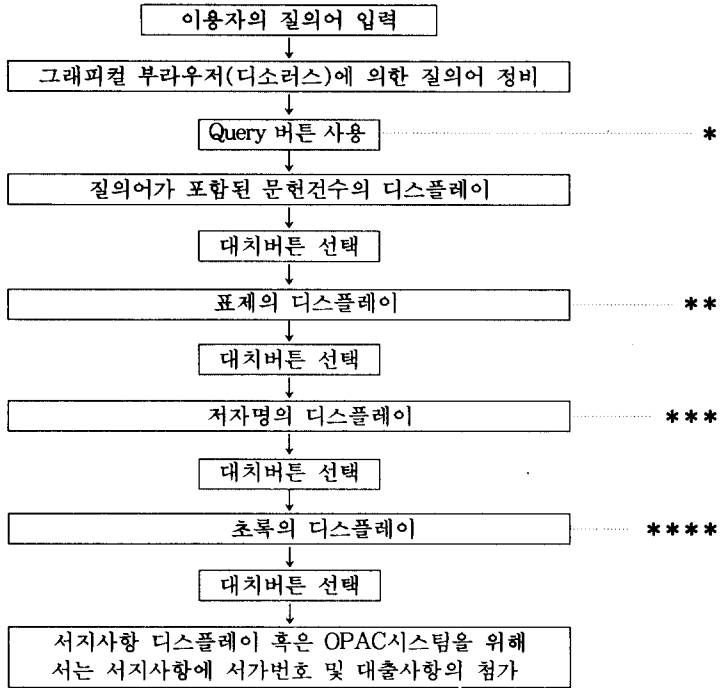 이용자의 질의어 입력
그래피컬 부라우저(디소러스)에 의한 질의어 정비
Query 버튼 사용 *
질의어가 포함된 문헌건수의 디스플레이
대치버튼 선택
표제의 디스플레이 **
대치버튼 선택
저자명의 디스플레이 ***
대치버튼 선택
초록의 디스플레이 ****
대치버튼 선택
서지사항 디스플레이 혹은 OPAC시스팀을 위해
서는 서지사항에 서가번호 및 대출사항의 첨가